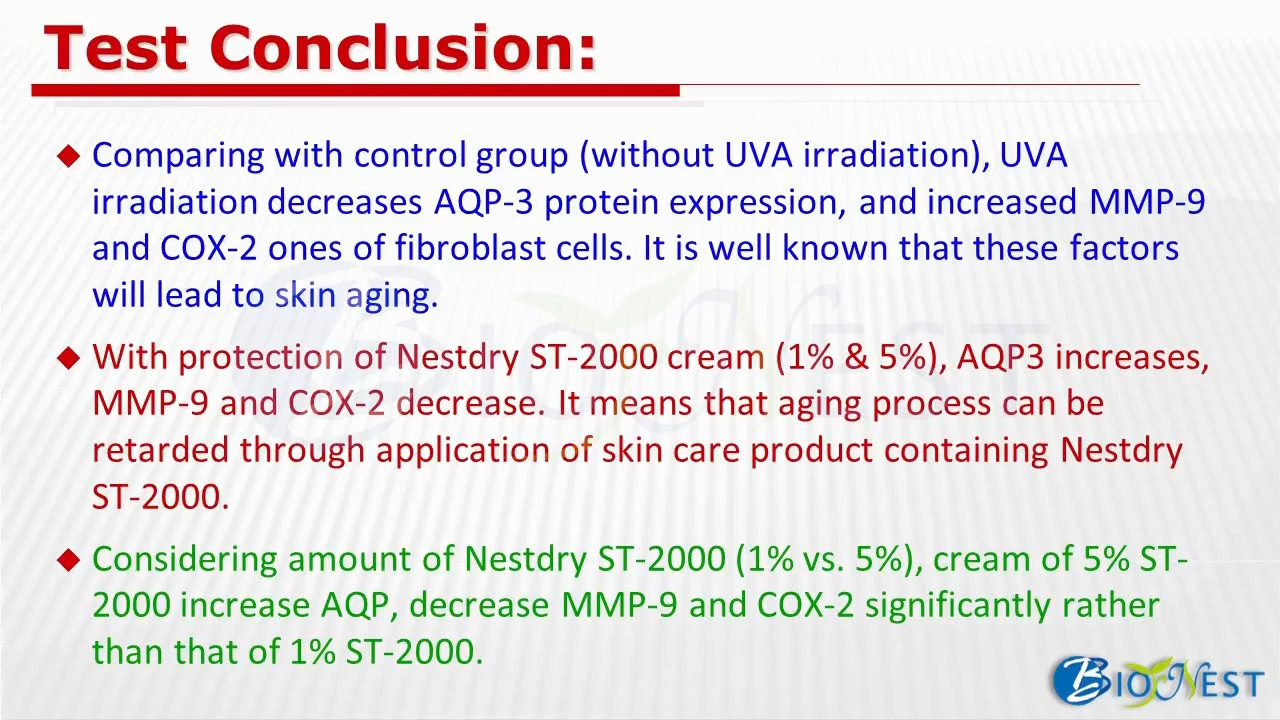 Test Conclusion:
Comparing with control group (without UVA irradiation), UVA
irradiation decreases AQP-3 protein expression, and increased MMP-9
and COX-2 ones of fibroblast cells. It is well known that these factors
will lead to skin aging.
With protection of Nestdry ST-2000 cream (1% & 5%), AQP3 increases,
MMP-9 and COX-2 decrease. It means that aging process can be
retarded through application of skin care product containing Nestdry
ST-2000.
Considering amount of Nestdry ST-2000 (1% vs. 5%), cream of 5% ST-
2000 increase AQP, decrease MMP-9 and COX-2 significantly rather
than that of 1% ST-2000.
BIONEST
BIONEST